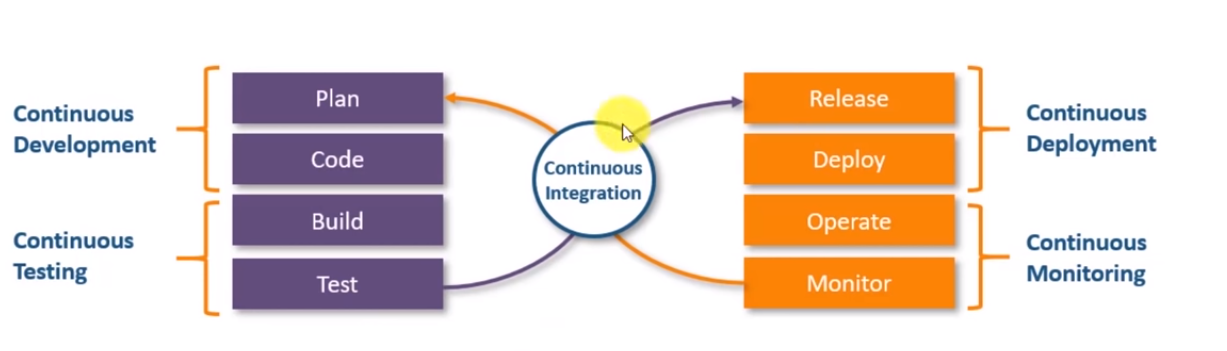 Continuous
Development
Plan
Code
Continuous
Testing
Build
Test
Continuous
Integration
Release
Deploy
Continuous
Deployment
Operate
Monitor
Continuous
Monitoring